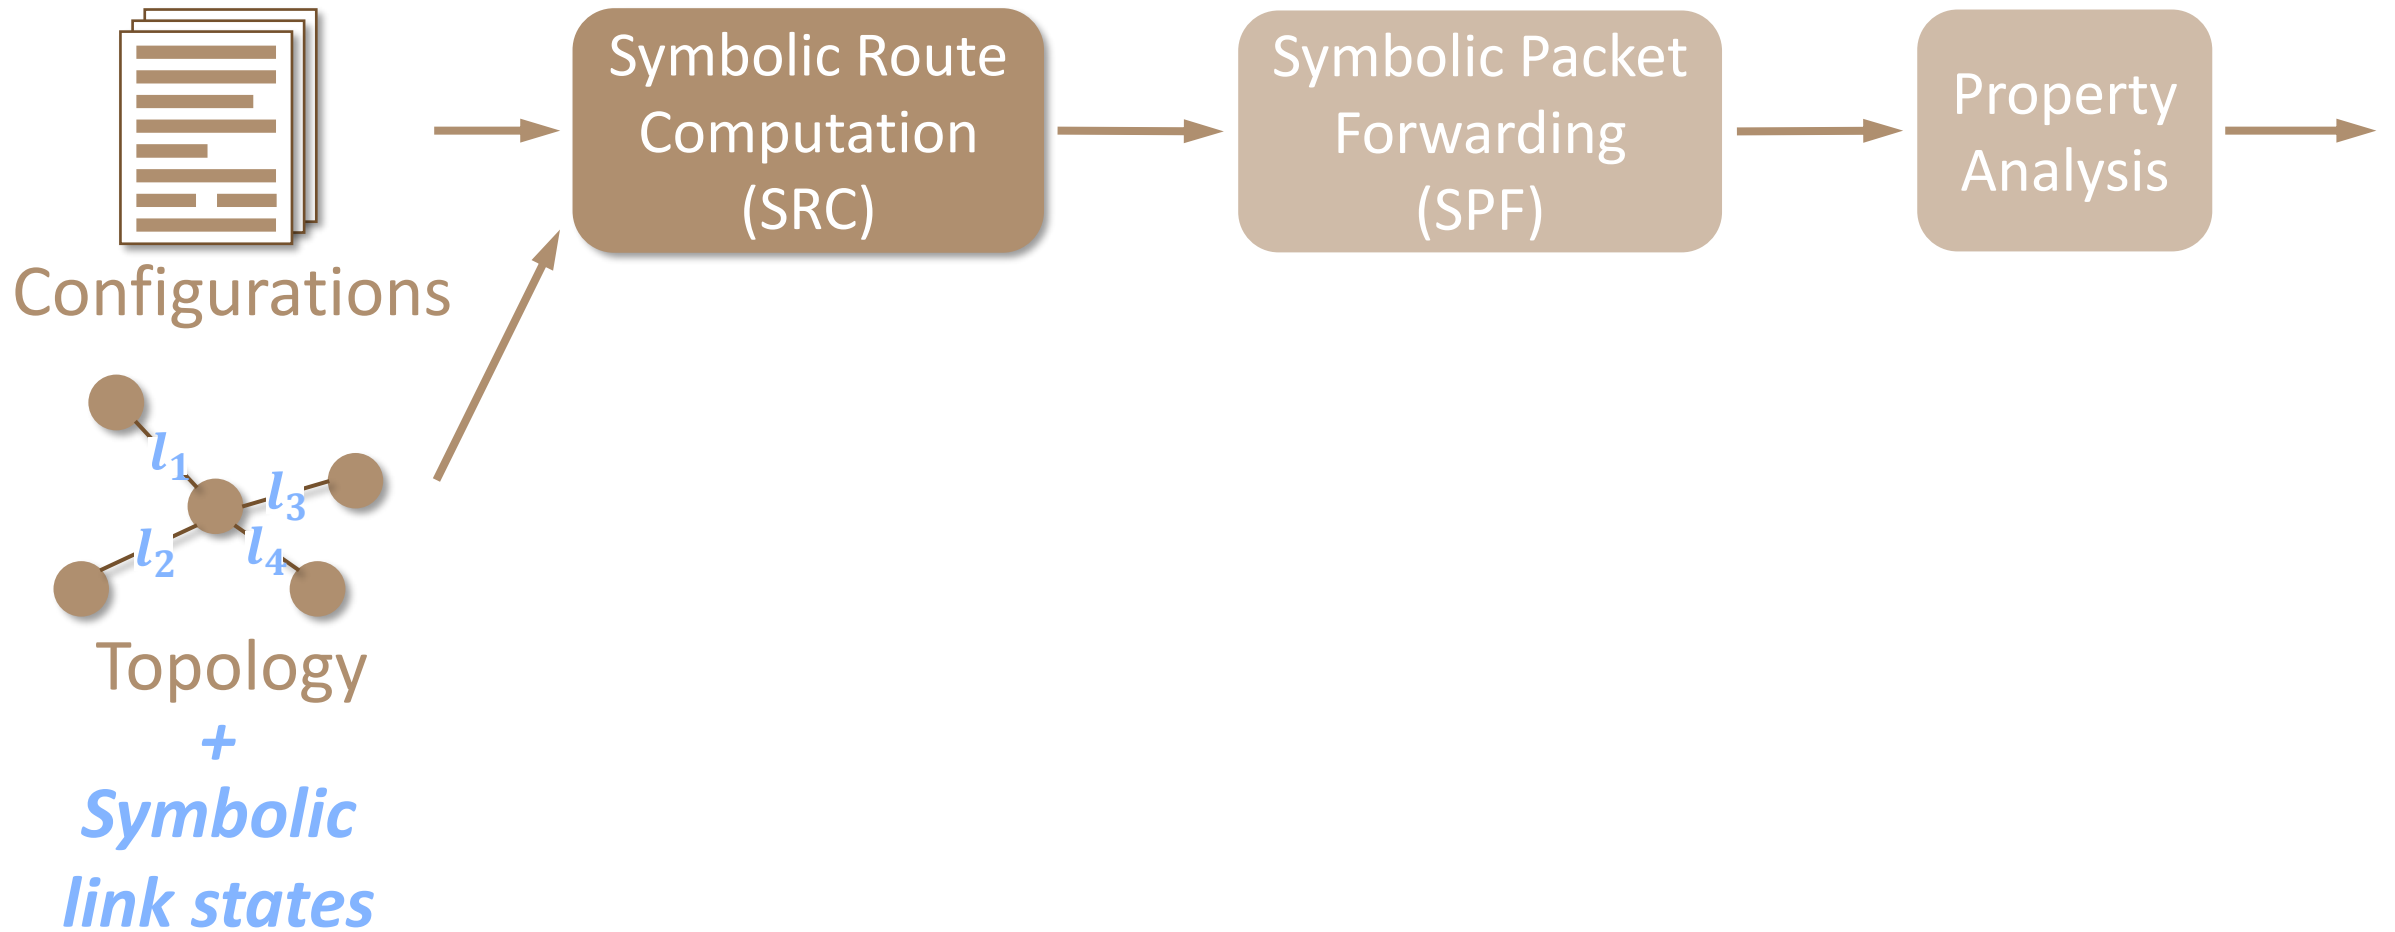 Symbolic Route
Computation
(SRC)
Symbolic Packet
Forwarding
(SPF)
Property
Analysis
Configurations
l1
l3
l2
l4
Topology
+
Symbolic
link states